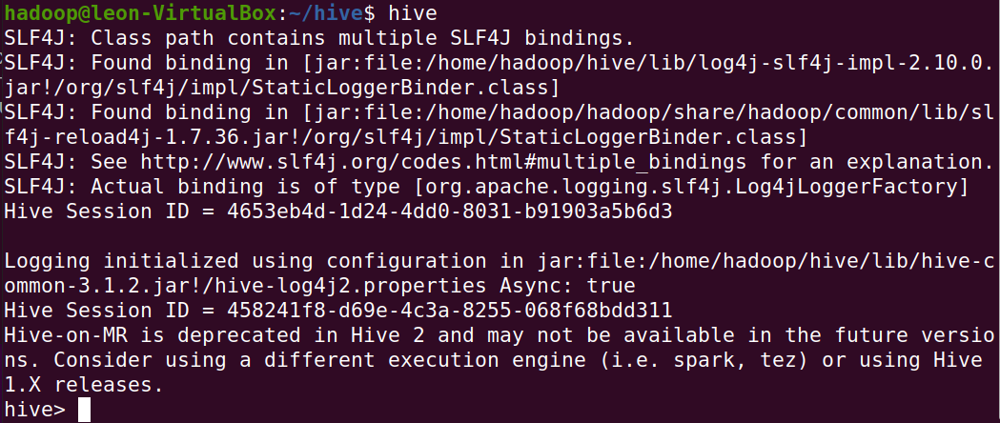 hadoop@leon-VirtualBox:~/hive$ hive
SLF4J: Class path contains multiple SLF4J bindings.
SLF4J: Found binding in [jar:file:/home/hadoop/hive/lib/log4j-slf4j-impl-2.10.0.
jar!/org/slf4j/impl/StaticLoggerBinder.class]
SLF4J: Found binding in [jar:file:/home/hadoop/hadoop/share/hadoop/common/lib/sl
f4j-reload4j-1.7.36.jar!/org/slf4j/impl/StaticLoggerBinder.class]
SLF4J: See http://www.slf4j.org/codes.html#multiple_bindings for an explanation.
SLF4J: Actual binding is of type [org.apache.logging.slf4j.Log4jLoggerFactory]
Hive Session ID = 4653eb4d-1d24-4dd0-8031-b91903a5b6d3
Logging initialized using configuration in jar:file:/home/hadoop/hive/lib/hive-c
ommon-3.1.2.jar!/hive-log4j2.properties Async: true
Hive Session ID = 458241f8-d69e-4c3a-8255-068f68bdd311
Hive-on-MR is deprecated in Hive 2 and may not be available in the future versio
ns. Consider using a different execution engine (i.e. spark, tez) or using Hive
1.X releases.
hive>